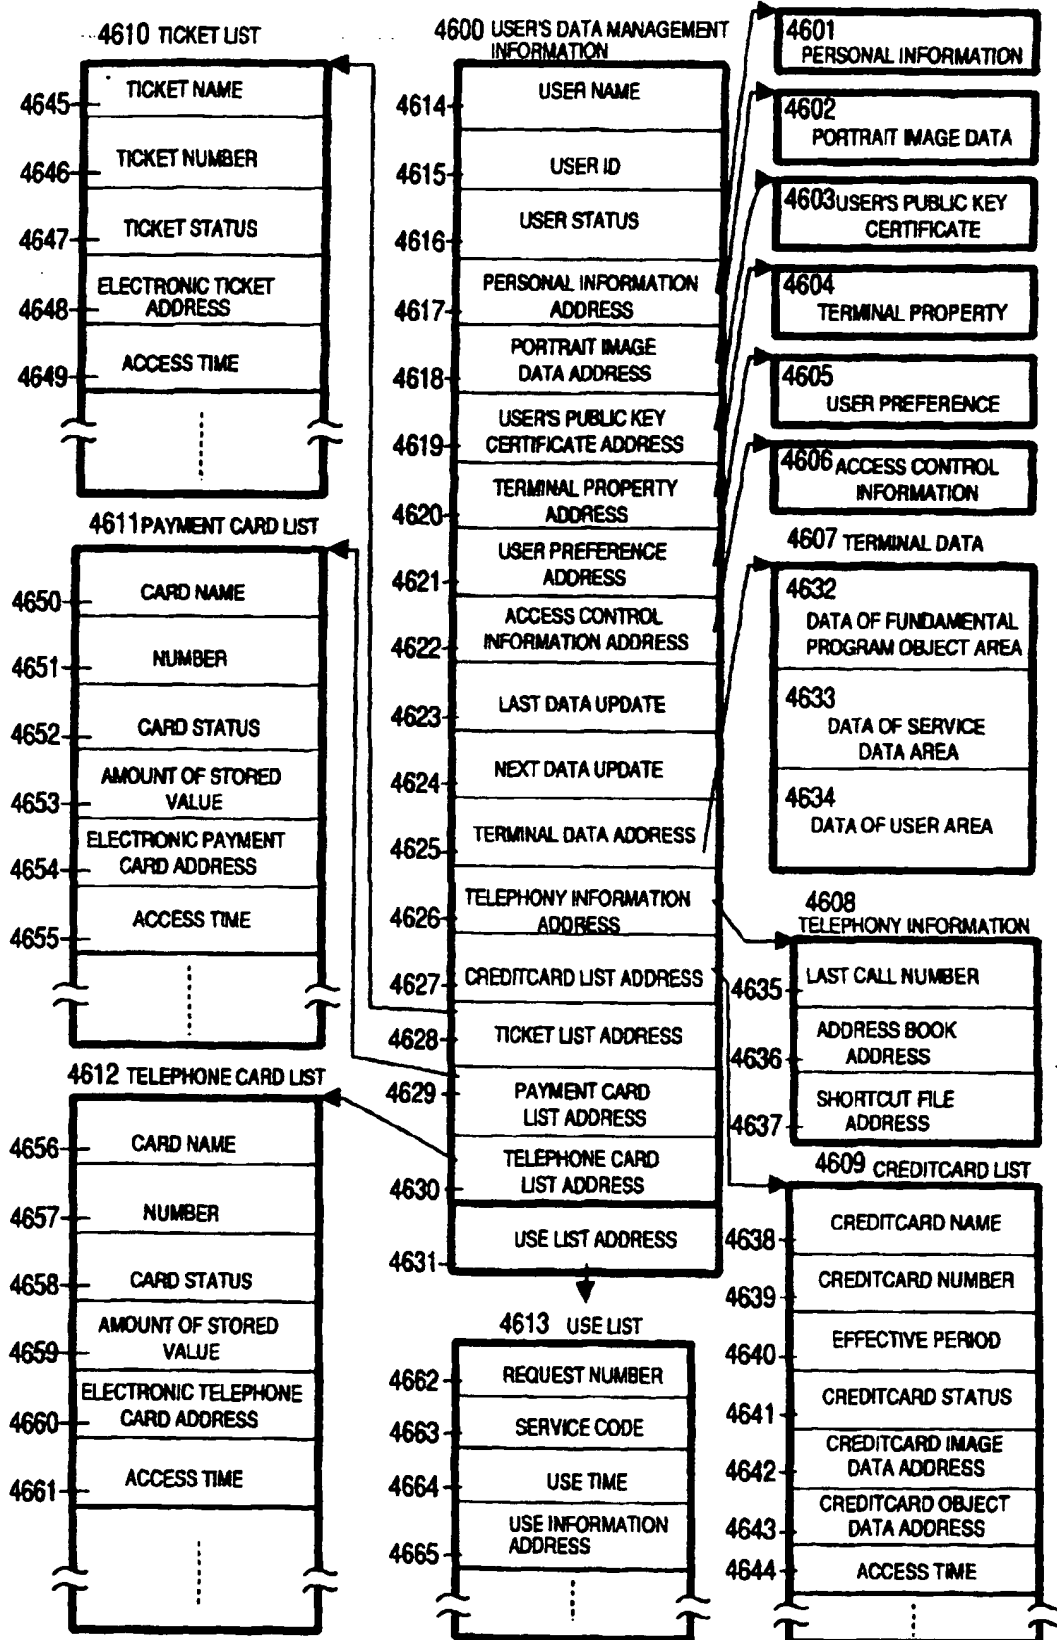 4610 TICKET LIST
4645
TICKET NAME
4646
TICKET NUMBER
4647
TICKET STATUS
4648
ELECTRONIC TICKET
ADDRESS
4649
ACCESS TIME
4611 PAYMENT CARD LIST
4650
CARD NAME
4651
NUMBER
4652
CARD STATUS
4653
AMOUNT OF STORED
VALUE
4654
ELECTRONIC PAYMENT
CARD ADDRESS
4655
ACCESS TIME
4612 TELEPHONE CARD LIST
4656
CARD NAME
4657
NUMBER
4658
CARD STATUS
4659
AMOUNT OF STORED
VALUE
4660
ELECTRONIC TELEPHONE
CARD ADDRESS
4661
ACCESS TIME
4600 USER'S DATA MANAGEMENT
INFORMATION
4614
USER NAME
4615
USER ID
4616
USER STATUS
4617
PERSONAL INFORMATION
ADDRESS
4618
PORTRAIT IMAGE
DATA ADDRESS
4619
USER'S PUBLIC KEY
CERTIFICATE ADDRESS
4620
TERMINAL PROPERTY
ADDRESS
4621
USER PREFERENCE
ADDRESS
4622
ACCESS CONTROL
INFORMATION ADDRESS
4623
LAST DATA UPDATE
4624
NEXT DATA UPDATE
4625
TERMINAL DATA ADDRESS
4626
TELEPHONY INFORMATION
ADDRESS
4627
CREDITCARD LIST ADDRESS
4628
TICKET LIST ADDRESS
4629
PAYMENT CARD
LIST ADDRESS
4630
TELEPHONE CARD
LIST ADDRESS
4631
USE LIST ADDRESS
4613 USE LIST
4662
REQUEST NUMBER
4663
SERVICE CODE
4664
USE TIME
4665
USE INFORMATION
ADDRESS
4601
PERSONAL INFORMATION
4602
PORTRAIT IMAGE DATA
4603 USER'S PUBLIC KEY
CERTIFICATE
4604
TERMINAL PROPERTY
4605
USER PREFERENCE
4606 ACCESS CONTROL
INFORMATION
4607 TERMINAL DATA
4632
DATA OF FUNDAMENTAL
PROGRAM OBJECT AREA
4633
DATA OF SERVICE
DATA AREA
4634
DATA OF USER AREA
4608
TELEPHONY INFORMATION
4635
LAST CALL NUMBER
4636
ADDRESS BOOK
ADDRESS
4637
SHORTCUT FILE
ADDRESS
4609 CREDITCARD LIST
4638
CREDITCARD NAME
4639
CREDITCARD NUMBER
4640
EFFECTIVE PERIOD
4641
CREDITCARD STATUS
4642
CREDITCARD IMAGE
DATA ADDRESS
4643
CREDITCARD OBJECT
DATA ADDRESS
4644
ACCESS TIME